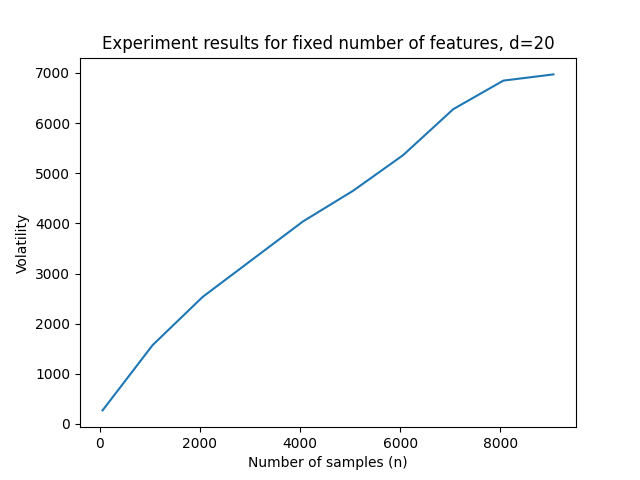 Experiment results for fixed number of features, d=20
7000
6000
5000
4000
3000
2000
1000
0
Volatility
0 2000 4000 6000 8000
Number of samples (n)